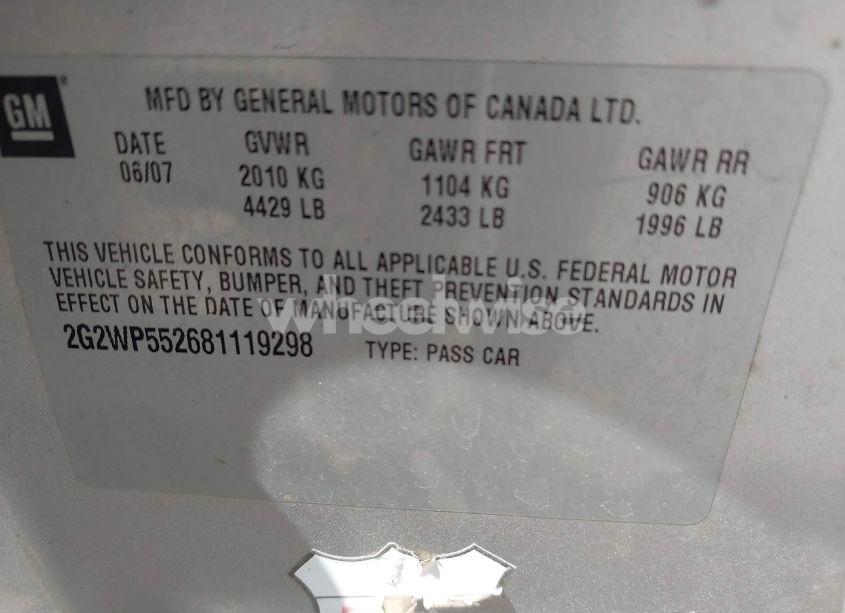 GM
MFD BY GENERAL MOTORS OF CANADA LTD.
DATE GVWR GAWR FRT GAWR RR
06/07 2010 KG 1104 KG 906 KG
4429 LB 2433 LB 1996 LB
THIS VEHICLE CONFORMS TO ALL APPLICABLE U.S. FEDERAL MOTOR
VEHICLE SAFETY, BUMPER, AND THEFT PREVENTION STANDARDS IN
EFFECT ON THE DATE OF MANUFACTURE SHOWN ABOVE.
wheelwise
2G2WP552681119298 TYPE: PASS CAR